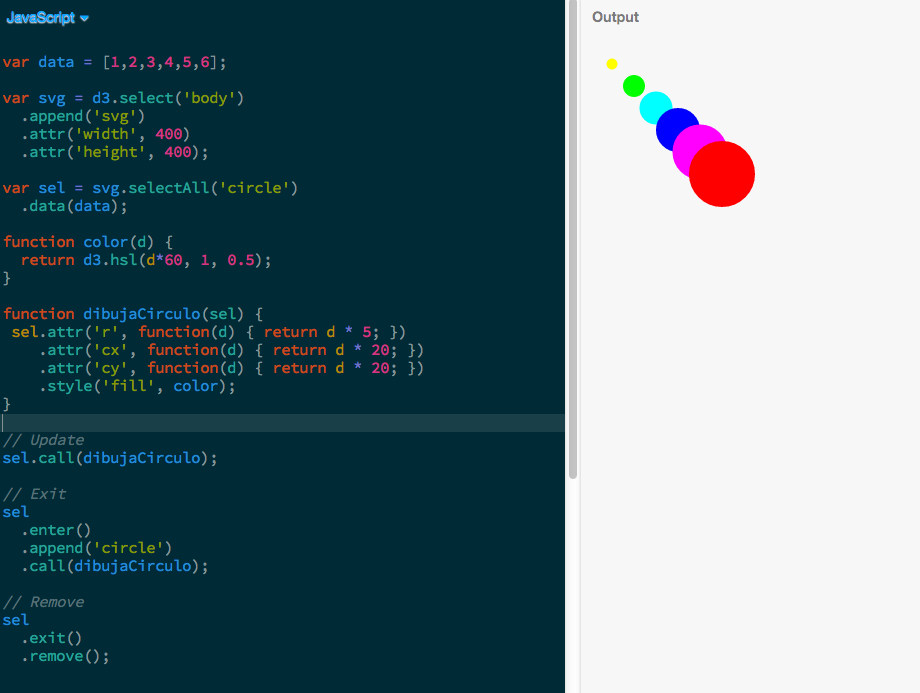 JavaScript
Output
var data = [1,2,3,4,5,6];
var svg = d3.select('body')
.append('svg')
.attr('width', 400)
.attr('height', 400);
var sel = svg.selectAll('circle')
.data(data);
function color(d) {
return d3.hsl(d*60, 1, 0.5);
}
function dibujaCirculo(sel) {
sel.attr('r', function(d) { return d * 5; })
.attr('cx', function(d) { return d * 20; })
.attr('cy', function(d) { return d * 20; })
.style('fill', color);
}
// Update
sel.call(dibujaCirculo);
// Exit
sel
.enter()
.append('circle')
.call(dibujaCirculo);
// Remove
sel
.exit()
.remove();